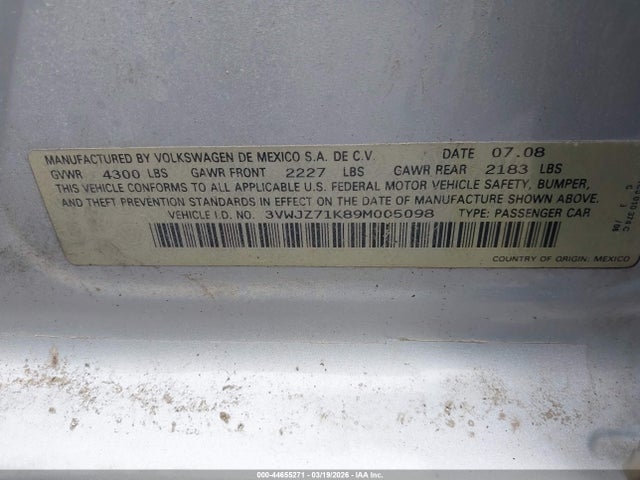 MANUFACTURED BY VOLKSWAGEN DE MEXICO S.A. DE C.V. DATE 07.08
GVWR 4300 LBS GAWR FRONT 2227 LBS GAWR REAR 2183 LBS
THIS VEHICLE CONFORMS TO ALL APPLICABLE U.S. FEDERAL MOTOR VEHICLE SAFETY, BUMPER,
AND THEFT PREVENTION STANDARDS IN EFFECT ON THE DATE OF MANUFACTURE SHOWN ABOVE.
VEHICLE I.D. NO. 3VWJZ71K89M005098 TYPE: PASSENGER CAR
COUNTRY OF ORIGIN: MEXICO
000-44655271 | 03/19/2026 | IAA Inc.